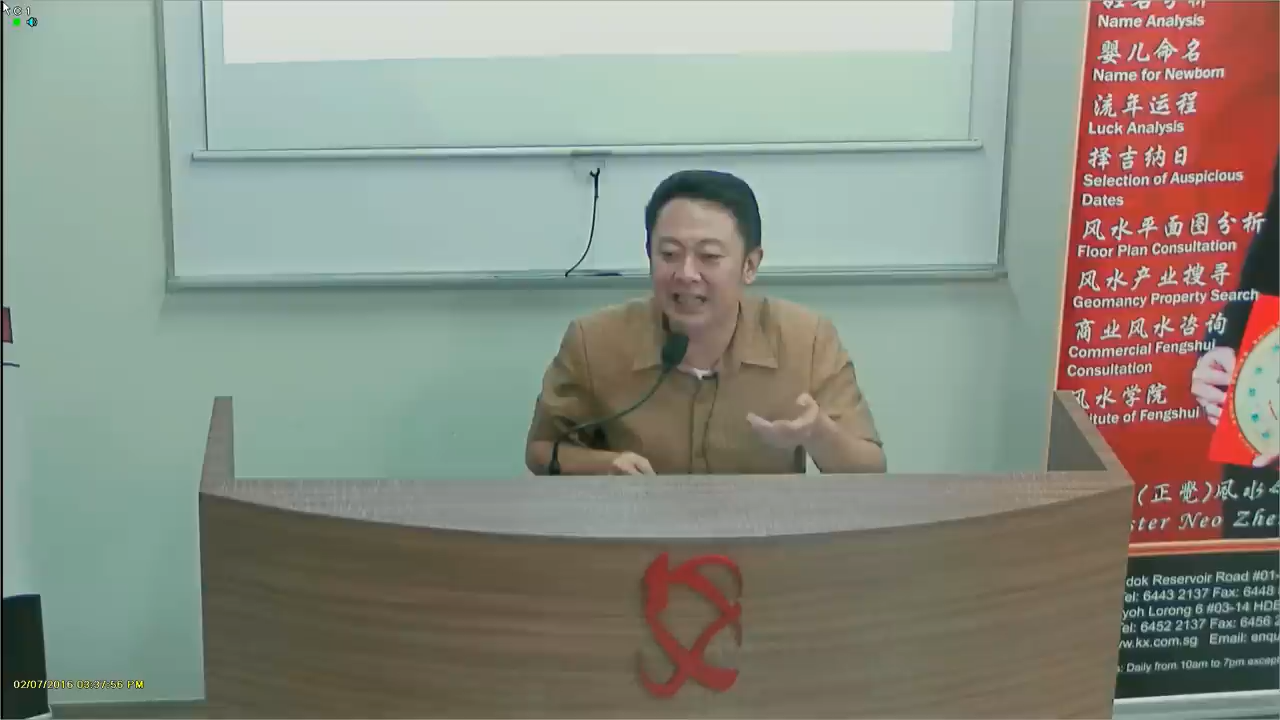 C 1
Name Analysis
婴儿命名
Name for Newborn
流年运程
Luck Analysis
择吉纳日
Selection of Auspicious
Dates
风水平面图分析
Floor Plan Consultation
风水产业搜寻
Geomancy Property Search
商业风水咨询
Commercial Fengshui
Consultation
风水学院
itute of Fengshui
(正覺)风水
ster Neo Zhe
dok Reservoir Road #01-
el: 6443 2137 Fax: 6448
yoh Lorong 6 #03-14 HDB
el: 6452 2137 Fax: 6456 2
w.kx.com.sg Email: enqu
: Daily from 10am to 7pm except
02/07/2016 03:37:56 PM